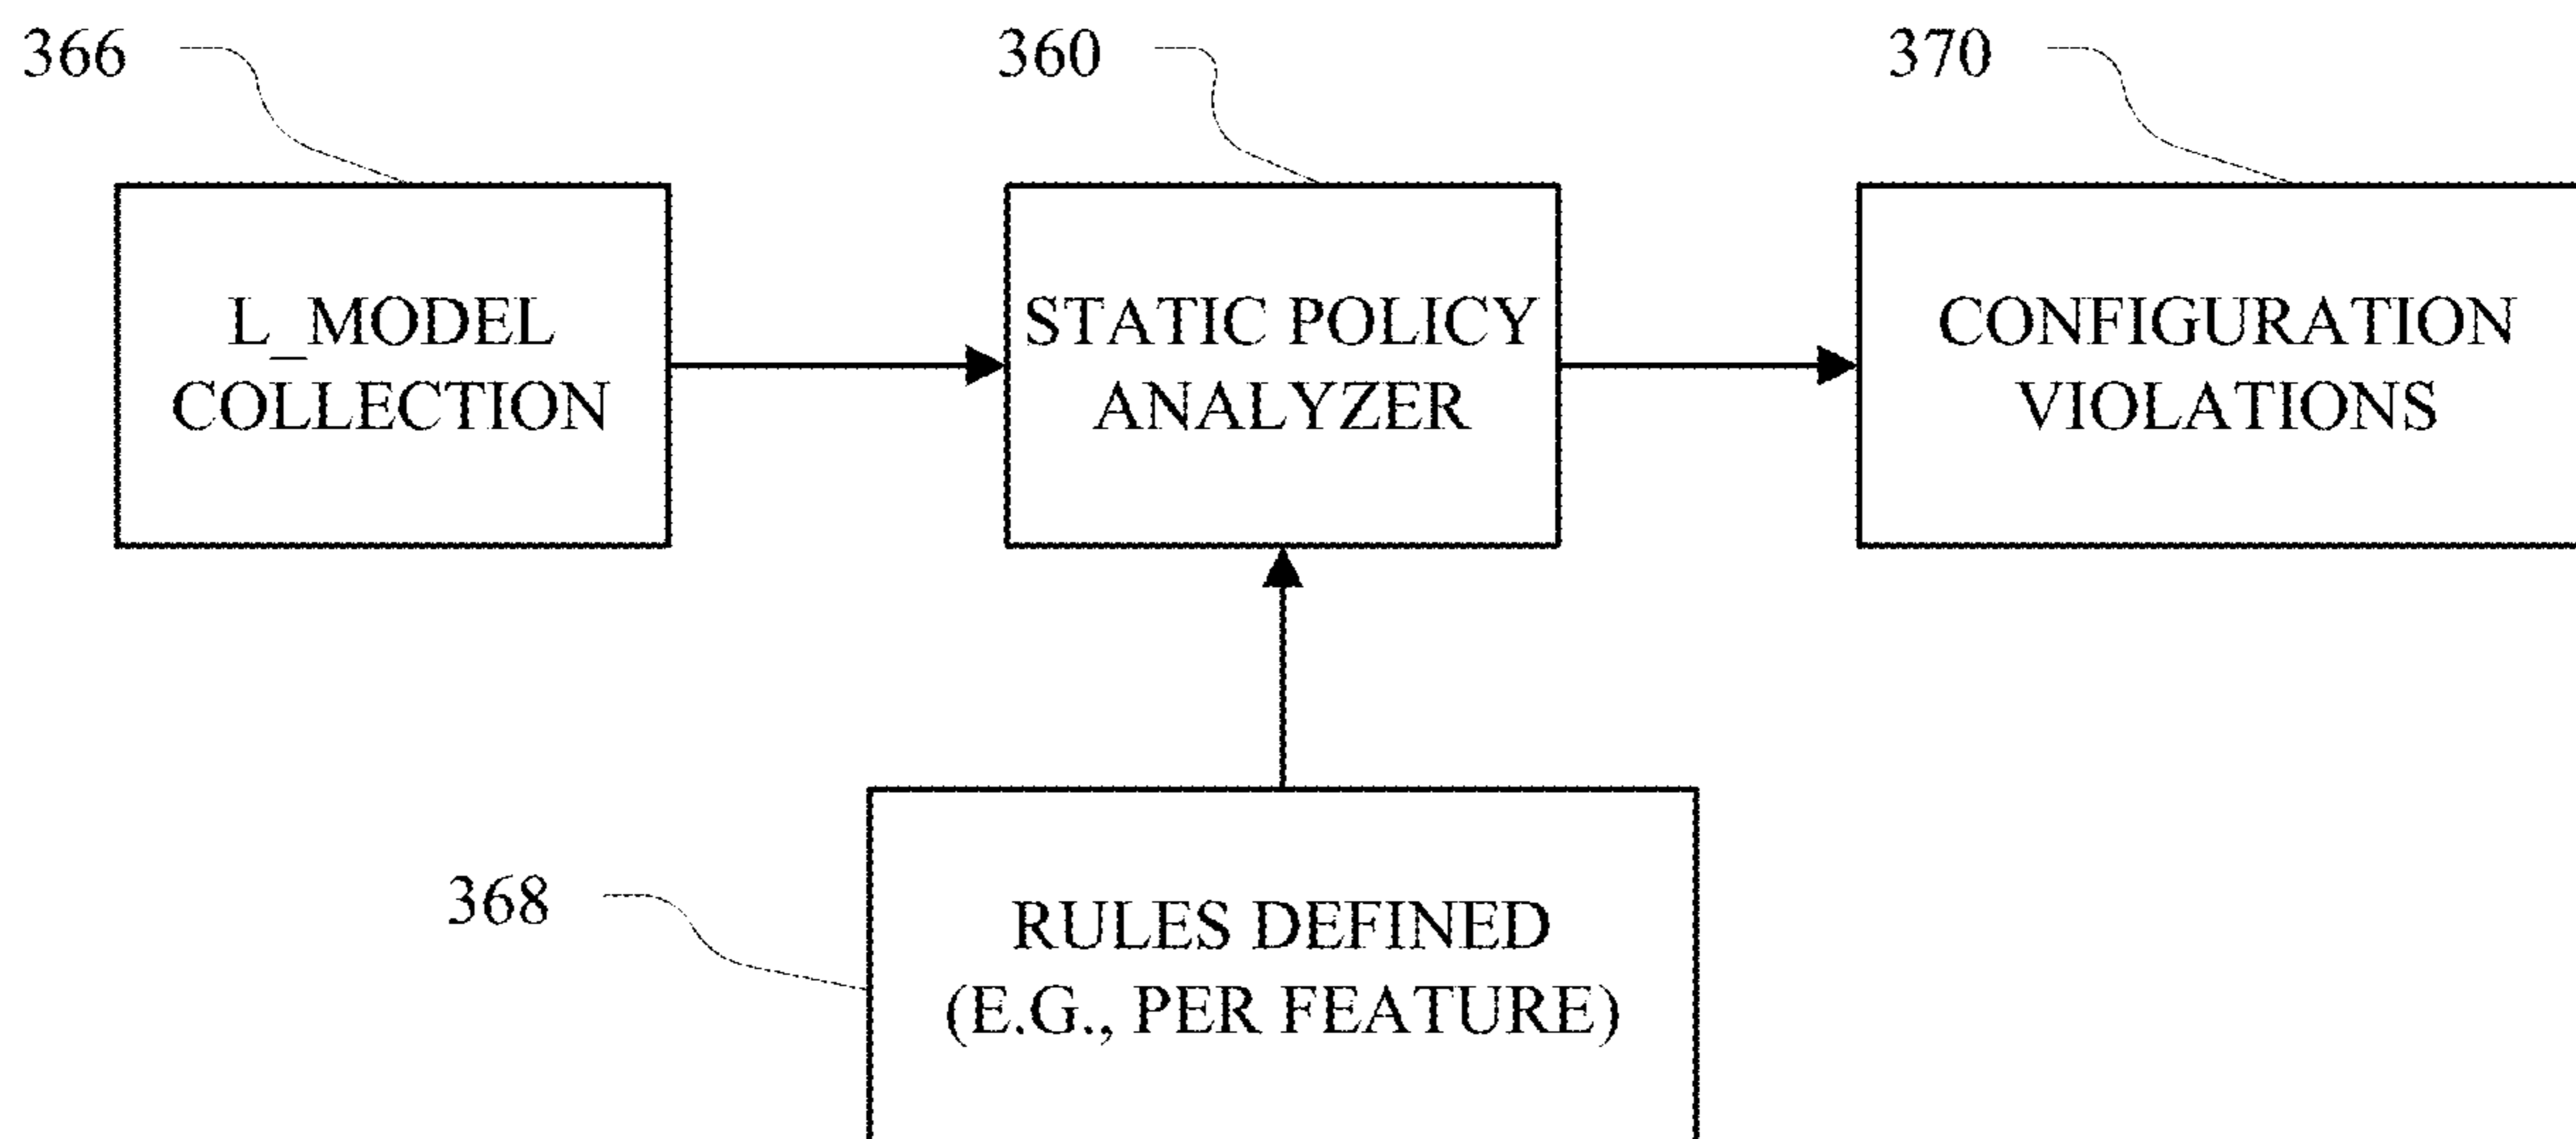 366
360
370
L_MODEL
COLLECTION
STATIC POLICY
ANALYZER
CONFIGURATION
VIOLATIONS
368
RULES DEFINED
(E.G., PER FEATURE)